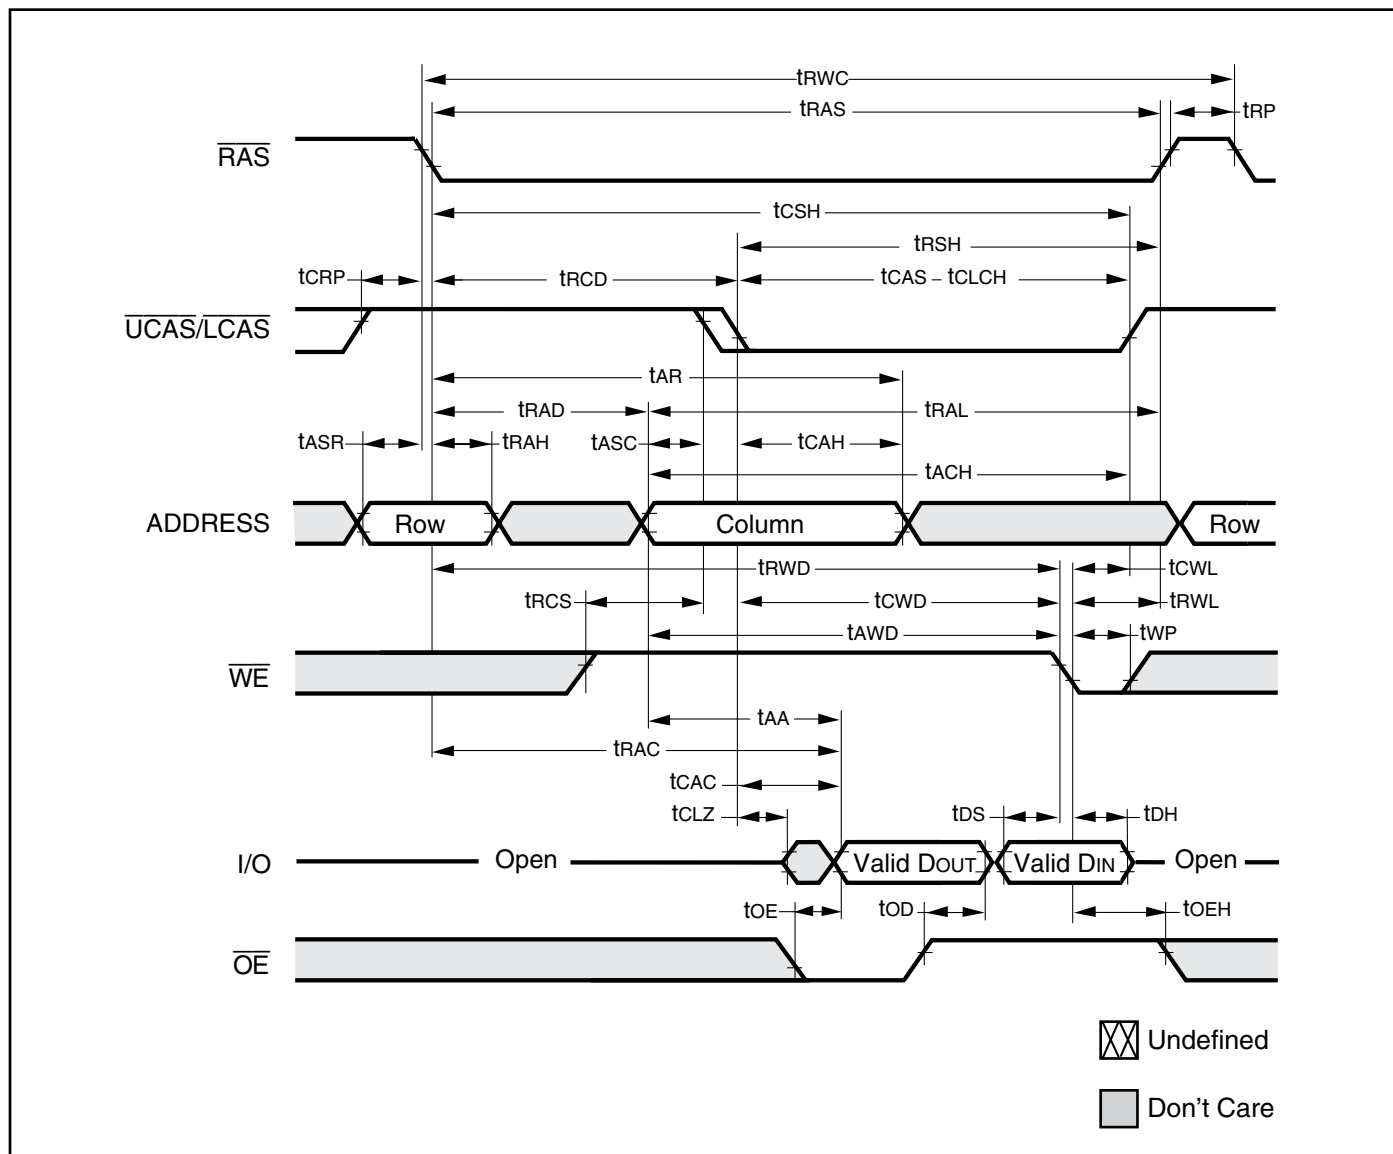 tRWC
tRAS
tRP
RAS
tCSH
tRSH
tCRP
tRCD
tCAS – tCLCH
UCAS/LCAS
tAR
tRAD
tRAL
tASR
tRAH
tASC
tCAH
tACH
ADDRESS
Row
Column
Row
tRWD
tCWL
tRCS
tCWD
tRWL
tAWD
tWP
WE
tAA
tRAC
tCAC
tCLZ
tDS
tDH
I/O
Open
Valid DOUT
Valid DIN
Open
tOE
tOD
tOEH
OE
Undefined
Don't Care